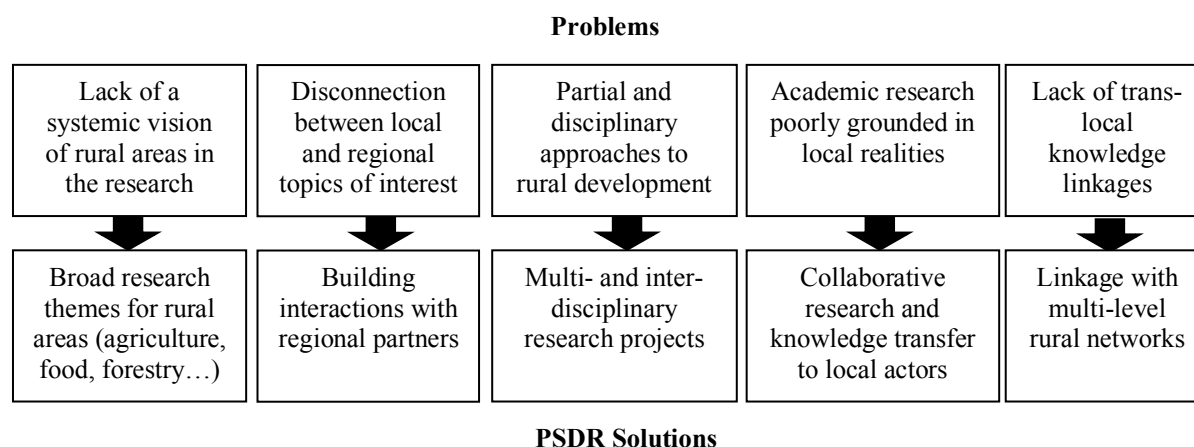 Problems
Lack of a
systemic vision
of rural areas in
the research
Disconnection
between local
and regional
topics of interest
Partial and
disciplinary
approaches to
rural development
Academic research
poorly grounded in
local realities
Lack of trans-
local
knowledge
linkages
Broad research
themes for rural
areas (agriculture,
food, forestry…)
Building
interactions with
regional partners
Multi- and inter-
disciplinary
research projects
Collaborative
research and
knowledge transfer
to local actors
Linkage with
multi-level
rural networks
PSDR Solutions